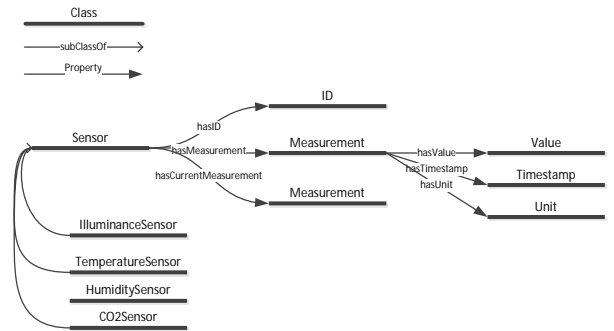 Class
subClassOf
Property
ID
hasID
Sensor
hasMeasurement
Measurement
hasValue
Value
hasTimestamp
Timestamp
hasCurrentMeasurement
hasUnit
Measurement
Unit
IlluminanceSensor
TemperatureSensor
HumiditySensor
CO2Sensor